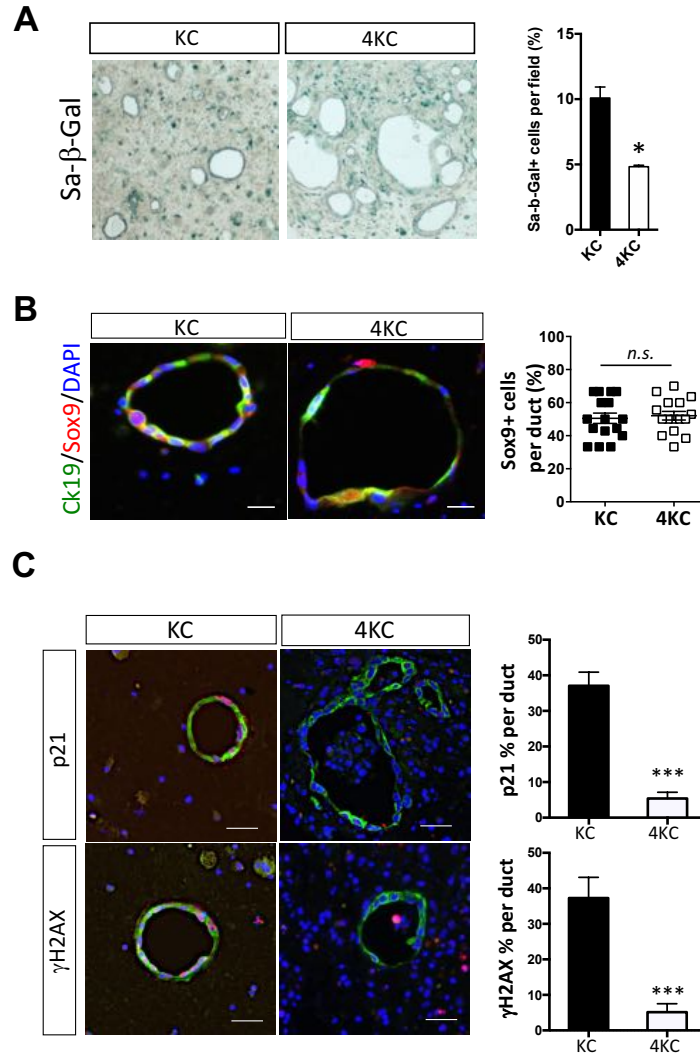 A
KC
4KC
Sa-β-Gal
Sa-b-Gal+ cells per field (%)
15
10
5
0
*
KC
4KC
B
KC
4KC
Ck19/Sox9/DAPI
Sox9+ cells
per duct (%)
100
80
60
40
20
0
n.s.
KC
4KC
C
KC
4KC
p21
p21 % per duct
50
40
30
20
10
0
***
KC
4KC
γH2AX
γH2AX % per duct
50
40
30
20
10
0
***
KC
4KC